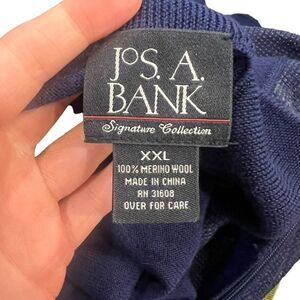 JOS. A.
BANK
Signature Collection
XXL
100% MERINO WOOL
MADE IN CHINA
RN 31608
OVER FOR CARE